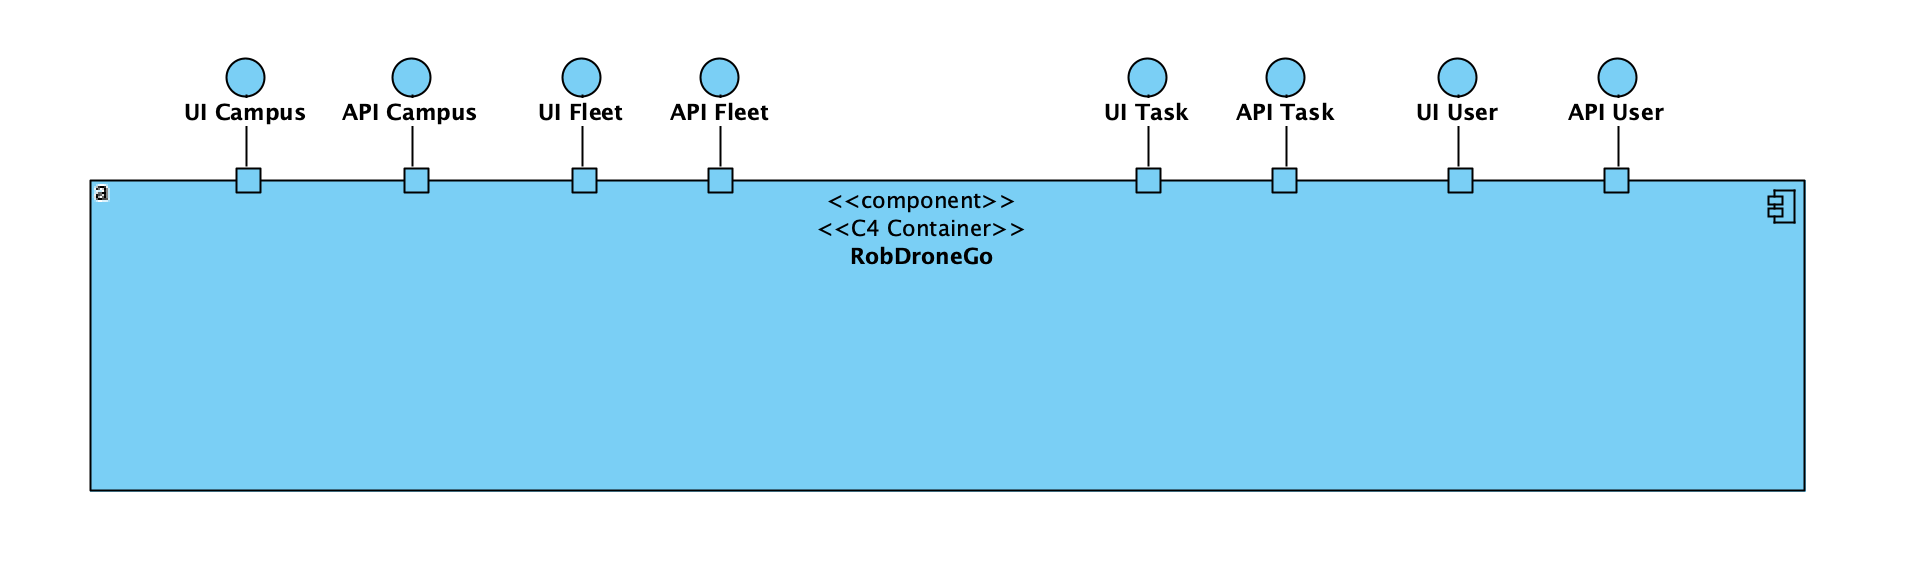 UI Campus
API Campus
UI Fleet
API Fleet
UI Task
API Task
UI User
API User
a
<<component>>
<<C4 Container>>
RobDroneGo